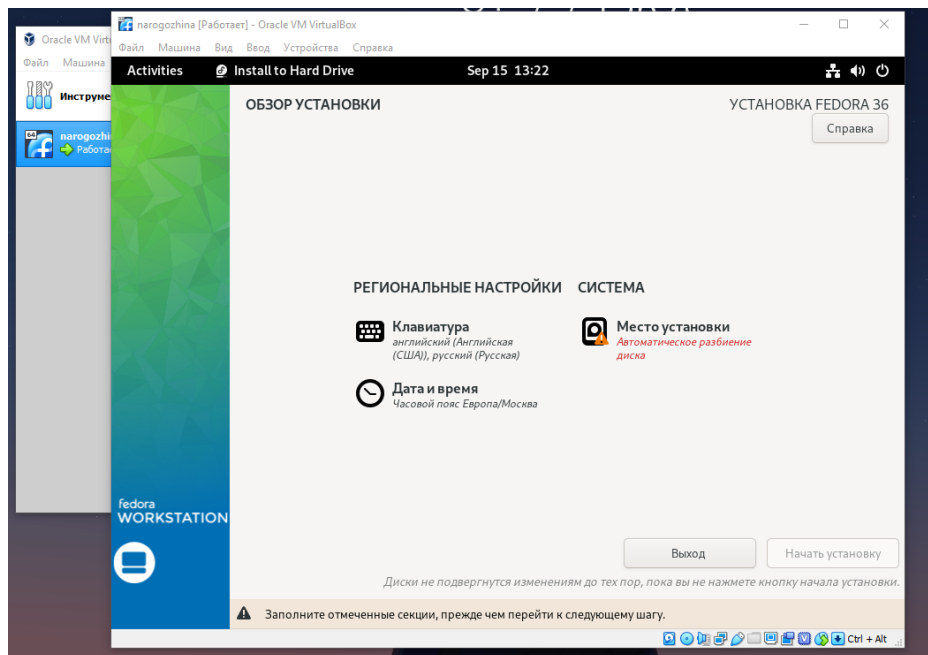 Oracle VM Virt
Файл Машина
Инструме
64
narogozhi
Работа
narogozhina [Работает] - Oracle VM VirtualBox
Файл Машина Вид Ввод Устройства Справка
Activities Install to Hard Drive Sep 15 13:22
ОБЗОР УСТАНОВКИ УСТАНОВКА FEDORA 36
Справка
РЕГИОНАЛЬНЫЕ НАСТРОЙКИ СИСТЕМА
Клавиатура
английский (Английская
(США)), русский (Русская)
Дата и время
Часовой пояс Европа/Москва
Место установки
Автоматическое разбиение
диска
fedora
WORKSTATION
Выход Начать установку
Диски не подвергнутся изменениям до тех пор, пока вы не нажмете кнопку начала установки.
Заполните отмеченные секции, прежде чем перейти к следующему шагу.
Ctrl + Alt